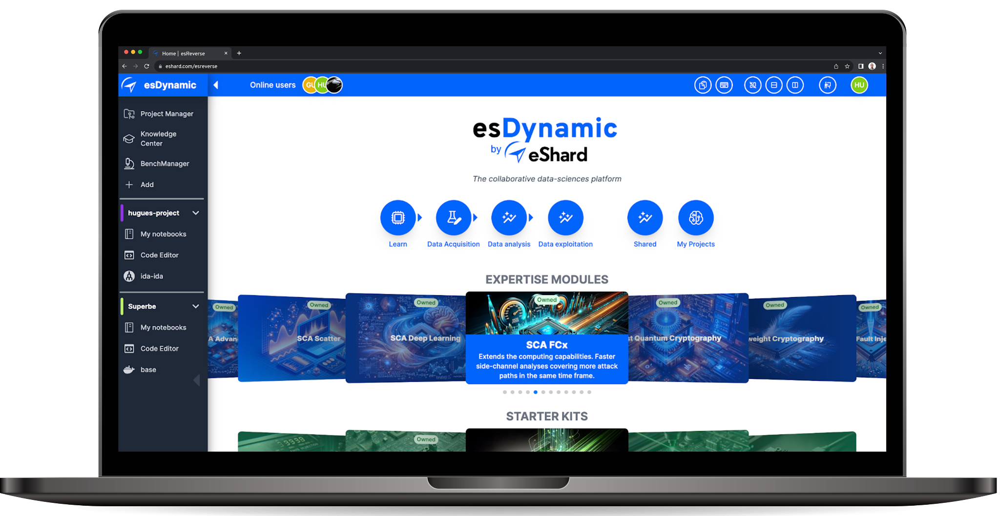 Home | esReverse
eshard.com/esreverse
esDynamic
Online users
GU
HU
HU
Project Manager
Knowledge
Center
BenchManager
Add
hugues-project
My notebooks
Code Editor
ida-ida
Superbe
My notebooks
Code Editor
base
esDynamic
by eShard
The collaborative data-sciences platform
Learn
Data Acquisition
Data analysis
Data exploitation
Shared
My Projects
EXPERTISE MODULES
Owned
A Advan
Owned
SCA Scatter
Owned
SCA Deep Learning
Owned
SCA FCx
Extends the computing capabilities. Faster
side-channel analyses covering more attack
paths in the same time frame.
Owned
st Quantum Cryptography
Owned
weight Cryptography
Owned
Fault Inje
STARTER KITS
Owned